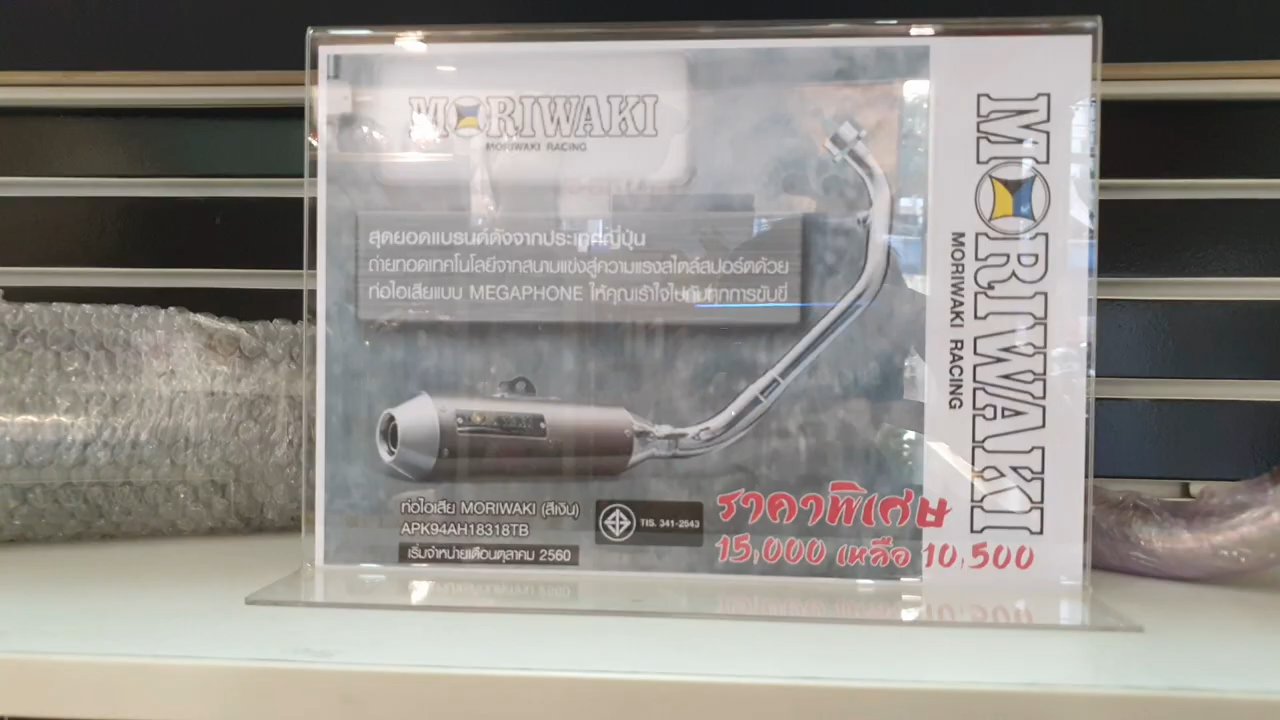 MORIWAKI
MORIWAKI RACING
สุดยอดแบรนด์ดังจากประเทศญี่ปุ่น
ถ่ายทอดเทคโนโลยีจากสนามแข่งสู่ความแรงสไตล์สปอร์ตด้วย
ท่อไอเสียแบบ MEGAPHONE ให้คุณเร้าใจไปกับทุกการขับขี่
ท่อไอเสีย MORIWAKI (สีเงิน)
APK94AH18318TB
เริ่มจำหน่ายเดือนตุลาคม 2560
TIS. 341-2543
ราคาพิเศษ
15,000 เหลือ 10,500
MORIWAKI
MORIWAKI RACING